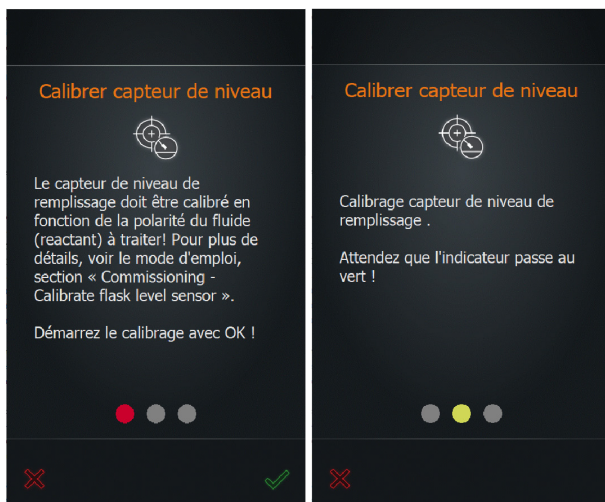 Calibrer capteur de niveau
Le capteur de niveau de
remplissage doit être calibré en
fonction de la polarité du fluide
(reactant) à traiter! Pour plus de
détails, voir le mode d'emploi,
section « Commissioning -
Calibrate flask level sensor ».
Démarrez le calibrage avec OK !
Calibrer capteur de niveau
Calibrage capteur de niveau de
remplissage .
Attendez que l'indicateur passe au
vert !